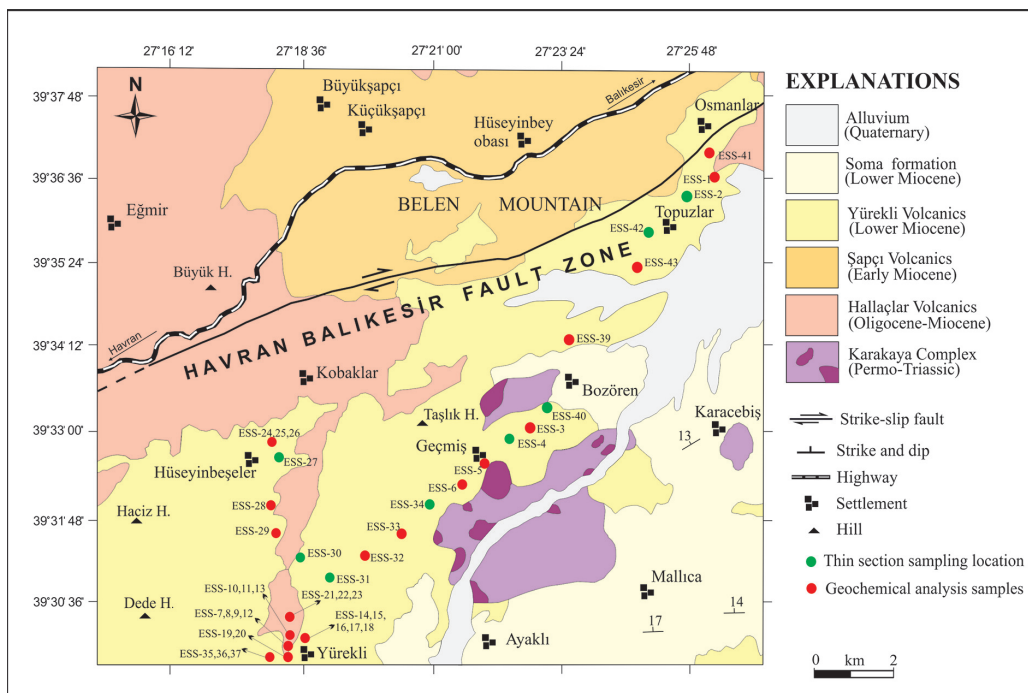 27°16' 12"
27°18' 36"
27°21' 00"
27°23' 24"
27°25' 48"
39°37' 48"
39°36' 36"
39°35' 24"
39°34' 12"
39°33' 00"
39°31' 48"
39°30' 36"
N
Büyükşapçı
Küçükşapçı
Hüseyinbey
obası
Balıkesir
Osmanlar
ESS-41
ESS-1
ESS-2
Eğmir
BELEN MOUNTAIN
Topuzlar
ESS-42
ESS-43
Büyük H.
HAVRAN BALIKESİR FAULT ZONE
Havran
ESS-39
Kobaklar
Bozören
Taşlık H.
ESS-40
ESS-3
ESS-4
Karacebiş
13
ESS-24,25,26
Geçmiş
ESS-5
Hüseyinbeşeler
ESS-27
ESS-6
ESS-28
ESS-34
Haciz H.
ESS-29
ESS-33
ESS-30
ESS-32
ESS-31
ESS-10,11,13
ESS-21,22,23
Mallıca
Dede H.
ESS-7,8,9,12
ESS-14,15,
16,17,18
14
ESS-19,20
17
ESS-35,36,37
Yürekli
Ayaklı
EXPLANATIONS
Alluvium
(Quaternary)
Soma formation
(Lower Miocene)
Yürekli Volcanics
(Lower Miocene)
Şapçı Volcanics
(Early Miocene)
Hallaçlar Volcanics
(Oligocene-Miocene)
Karakaya Complex
(Permo-Triassic)
Strike-slip fault
Strike and dip
Highway
Settlement
Hill
Thin section sampling location
Geochemical analysis samples
0 km 2